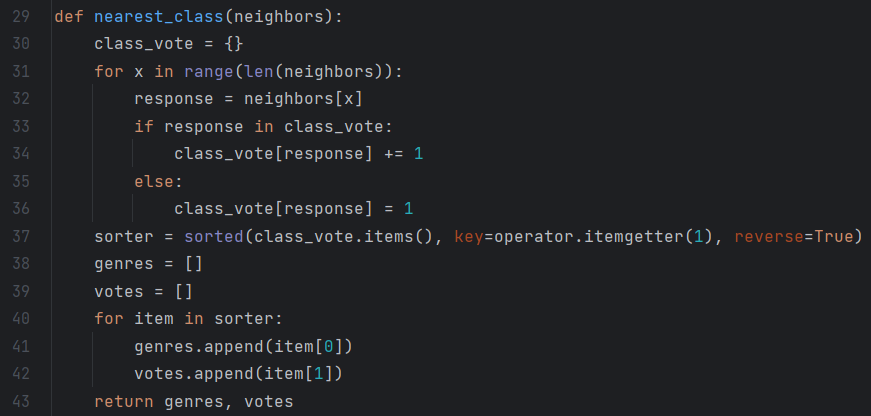 29 def nearest_class(neighbors):
30     class_vote = {}
31     for x in range(len(neighbors)):
32         response = neighbors[x]
33         if response in class_vote:
34             class_vote[response] += 1
35         else:
36             class_vote[response] = 1
37     sorter = sorted(class_vote.items(), key=operator.itemgetter(1), reverse=True)
38     genres = []
39     votes = []
40     for item in sorter:
41         genres.append(item[0])
42         votes.append(item[1])
43     return genres, votes